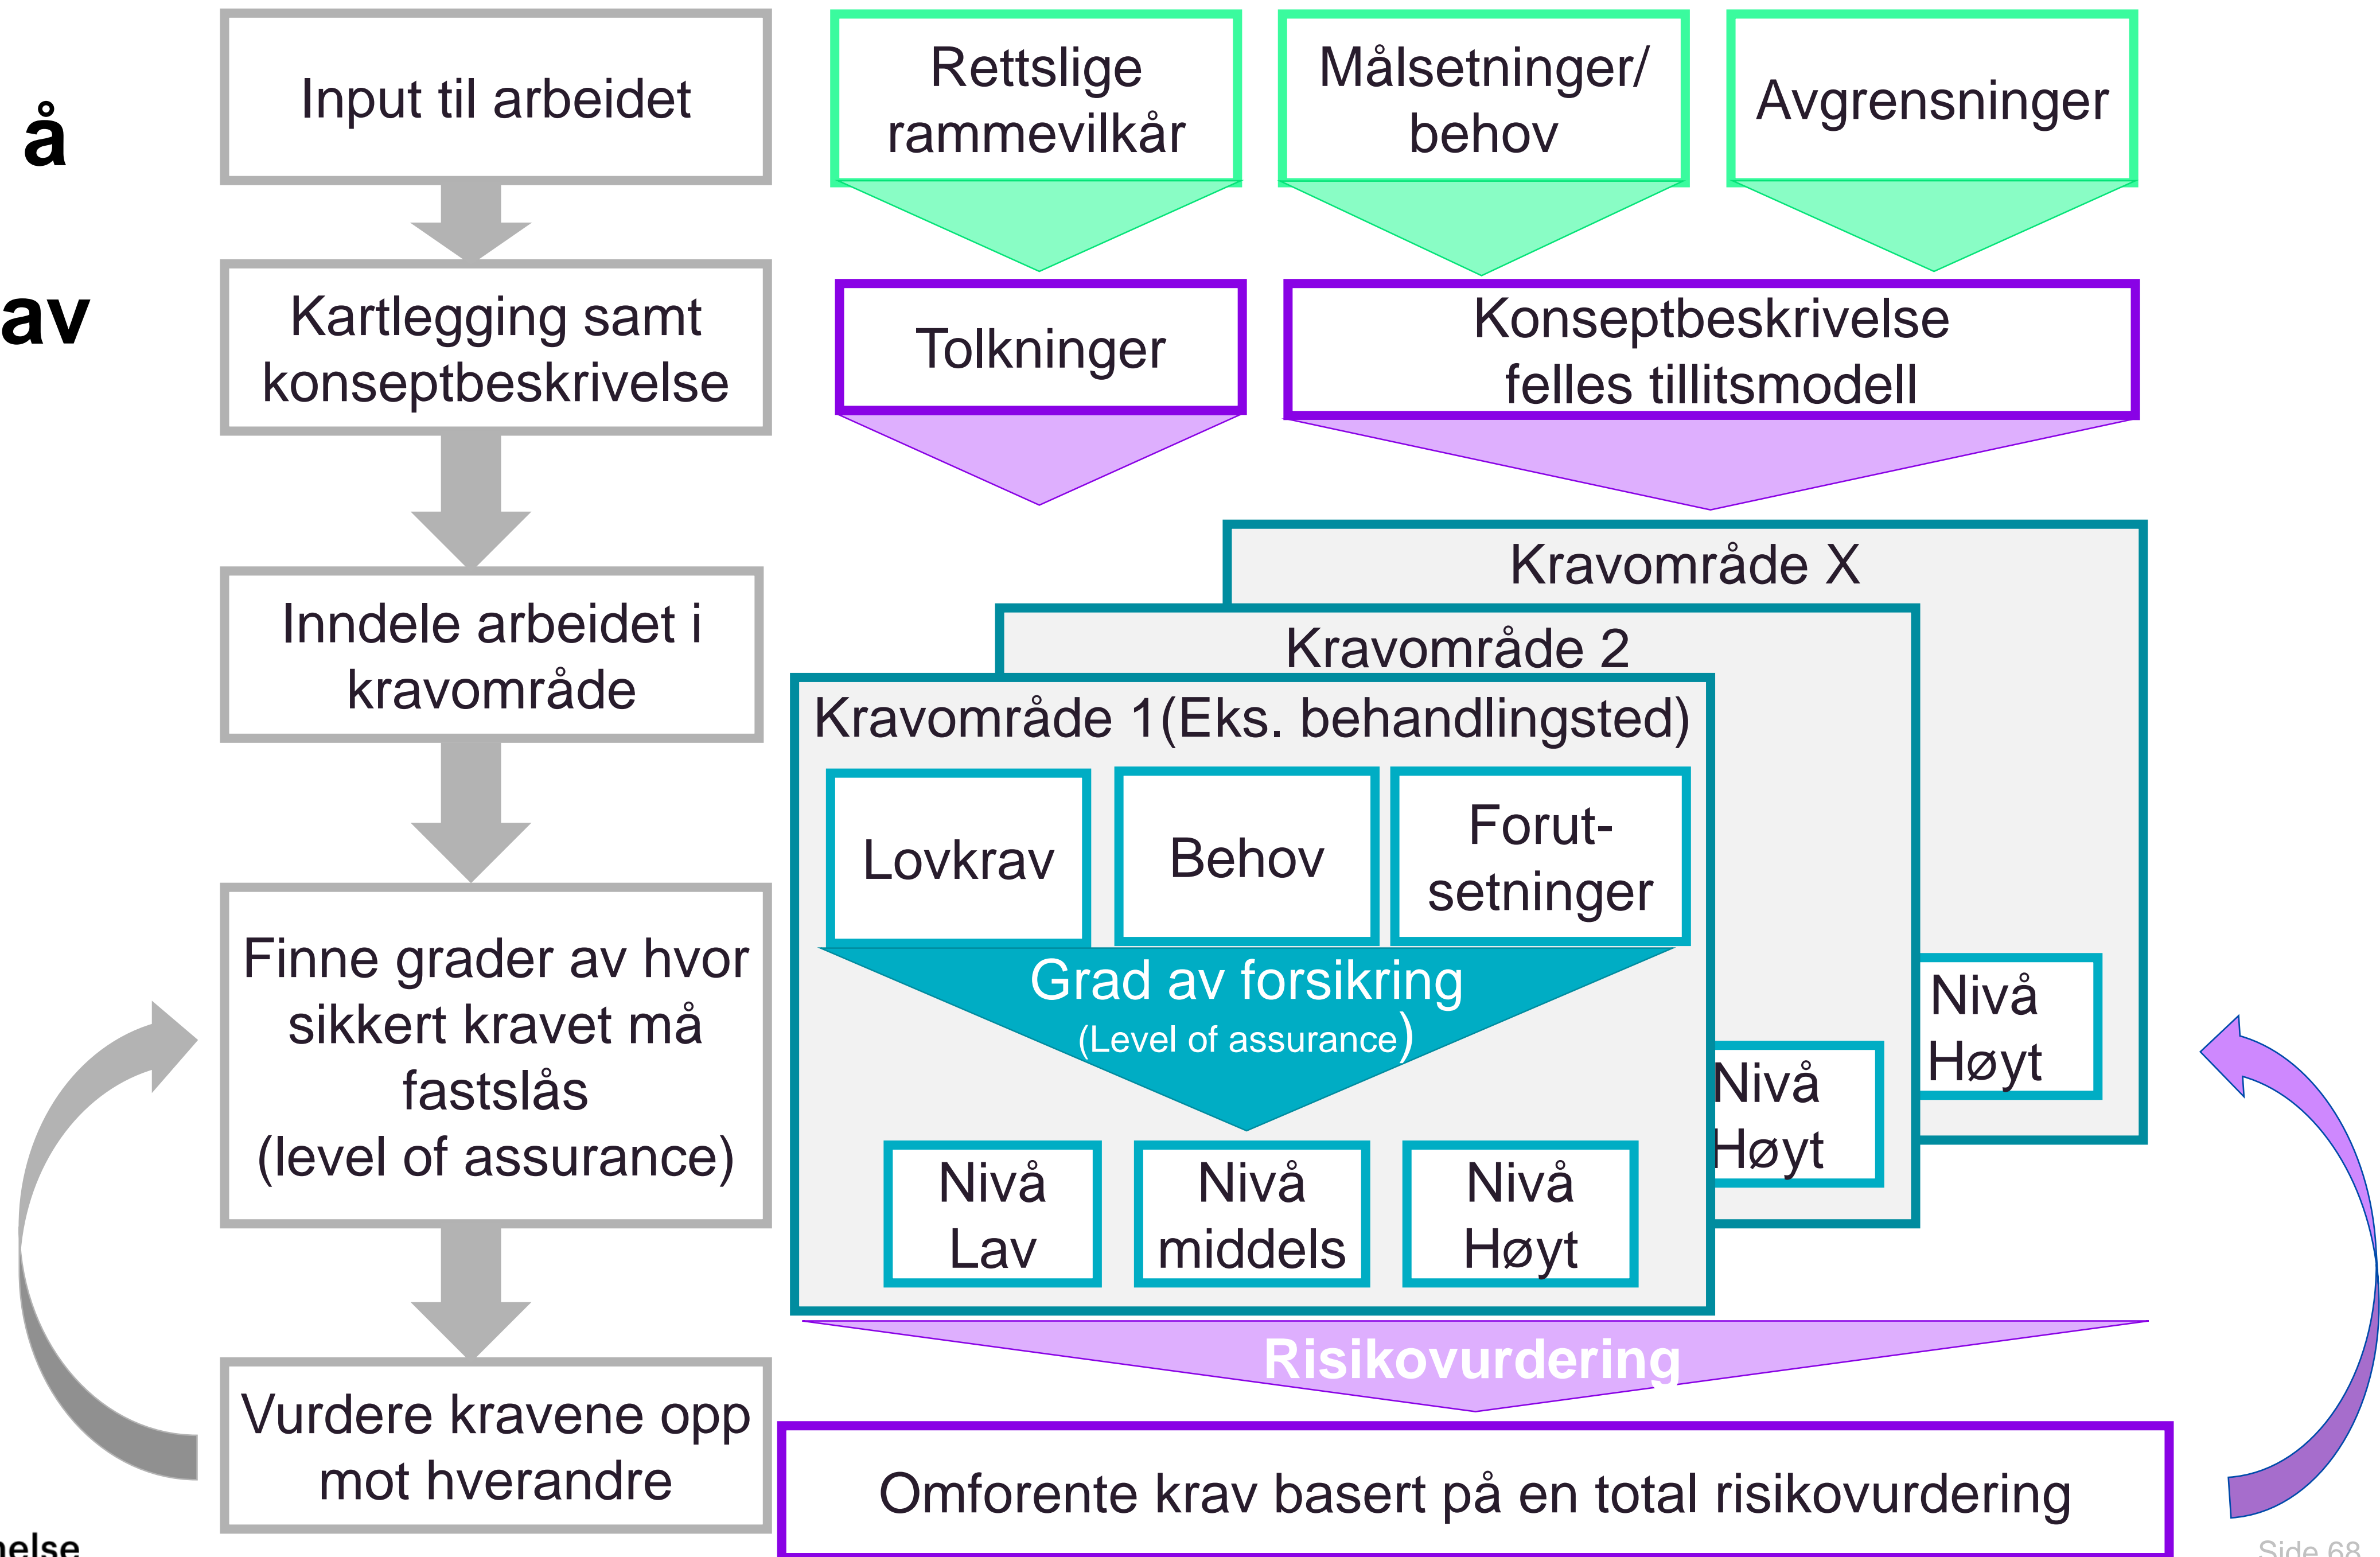 å
av
Input til arbeidet
Kartlegging samt
konseptbeskrivelse
Inndele arbeidet i
kravområde
Finne grader av hvor
sikkert kravet må
fastslås
(level of assurance)
Vurdere kravene opp
mot hverandre
Rettslige
rammevilkår
Målsetninger/
behov
Avgrensninger
Tolkninger
Konseptbeskrivelse
felles tillitsmodell
Kravområde X
Kravområde 2
Kravområde 1(Eks. behandlingsted)
Lovkrav
Behov
Forut-
setninger
Grad av forsikring
(Level of assurance)
Nivå
Lav
Nivå
middels
Nivå
Høyt
Nivå
Høyt
Nivå
Høyt
Risikovurdering
Omforente krav basert på en total risikovurdering
Side 68